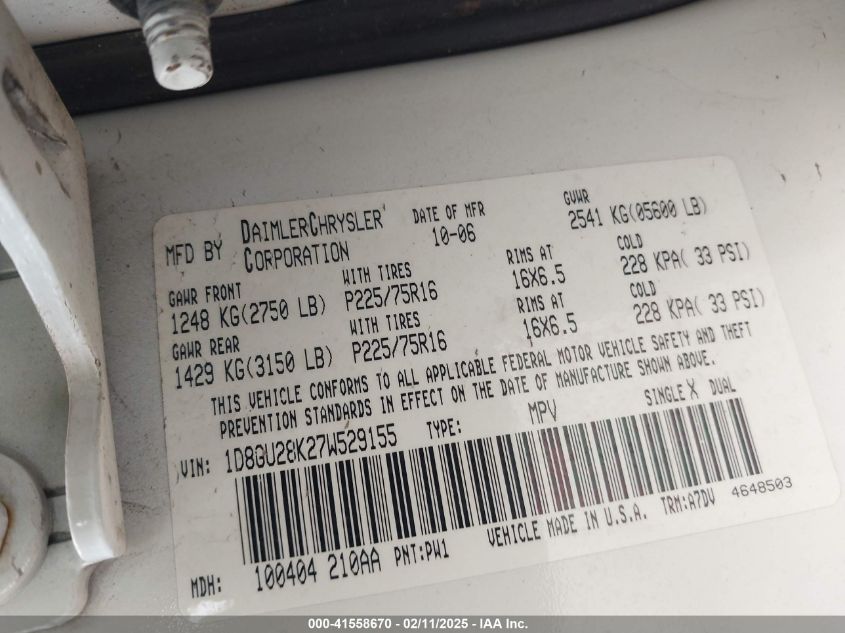 MFD BY DAIMLERCHRYSLER CORPORATION DATE OF MFR 10-06 GVWR 2541 KG(05600 LB)
GAWR FRONT WITH TIRES RIMS AT COLD
1248 KG(2750 LB) P225/75R16 16X6.5 228 KPA( 33 PSI)
GAWR REAR WITH TIRES RIMS AT COLD
1429 KG(3150 LB) P225/75R16 16X6.5 228 KPA( 33 PSI)
THIS VEHICLE CONFORMS TO ALL APPLICABLE FEDERAL MOTOR VEHICLE SAFETY AND THEFT
PREVENTION STANDARDS IN EFFECT ON THE DATE OF MANUFACTURE SHOWN ABOVE.
VIN: 1D8GU28K27W529155 TYPE: MPV SINGLE X DUAL
MDH: 100404 210AA PNT:PW1 VEHICLE MADE IN U.S.A. TRM:A7DV 4648503
000-41558670 - 02/11/2025 - IAA Inc.